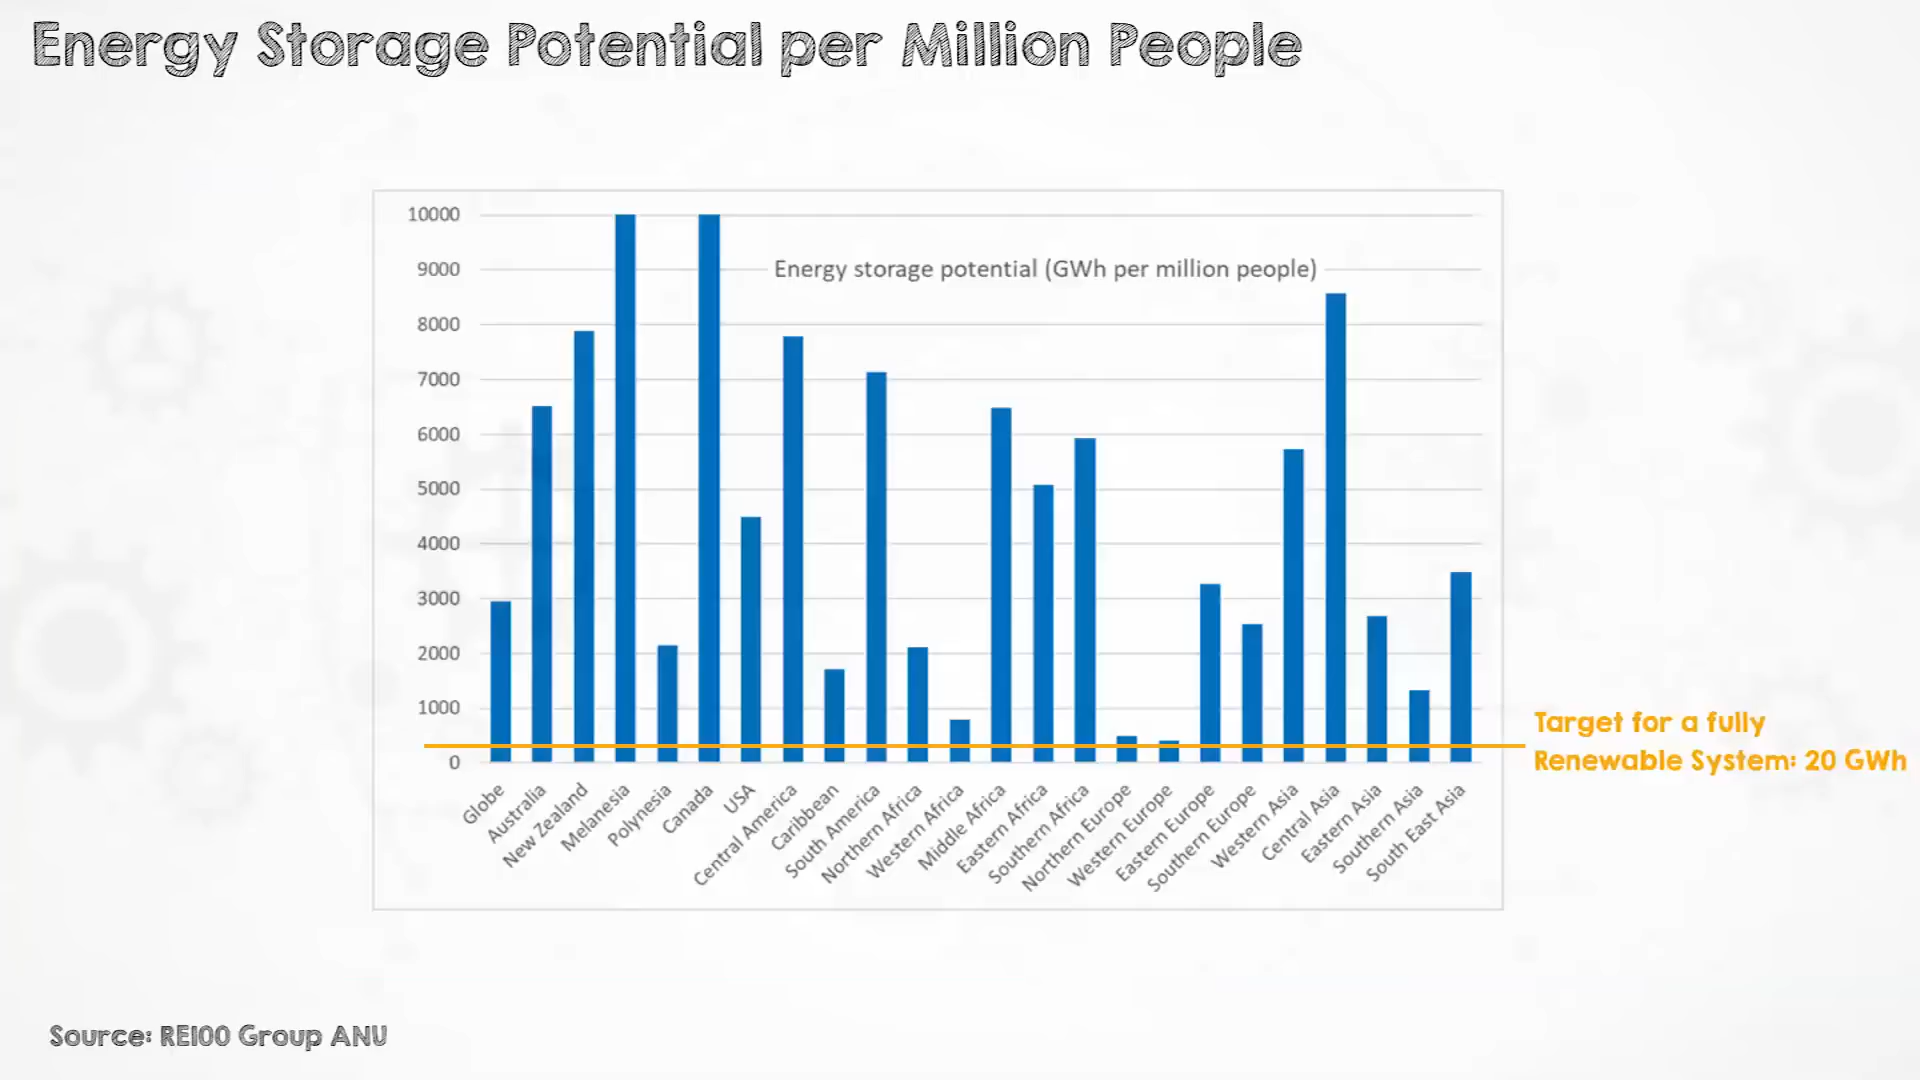 Energy Storage Potential per Million People
10000
9000
8000
7000
6000
5000
4000
3000
2000
1000
0
Energy storage potential (GWh per million people)
Globe
Australia
New Zealand
Melanesia
Polynesia
Canada
USA
Central America
Caribbean
South America
Northern Africa
Western Africa
Middle Africa
Eastern Africa
Southern Africa
Northern Europe
Western Europe
Eastern Europe
Southern Europe
Western Asia
Central Asia
Eastern Asia
Southern Asia
South East Asia
Target for a fully
Renewable System: 20 GWh
Source: RE100 Group ANU